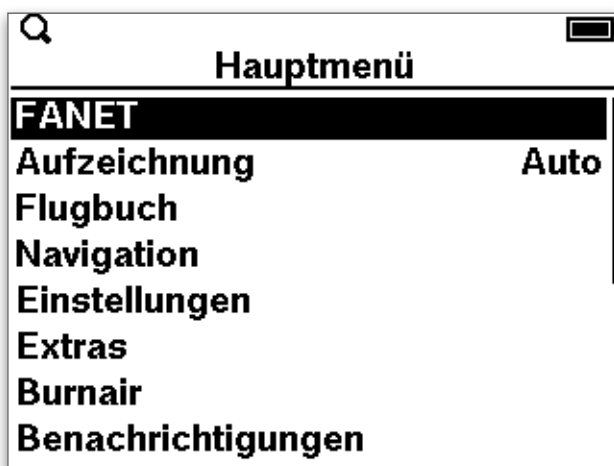 Hauptmenü
FANET
Aufzeichnung Auto
Flugbuch
Navigation
Einstellungen
Extras
Burnair
Benachrichtigungen